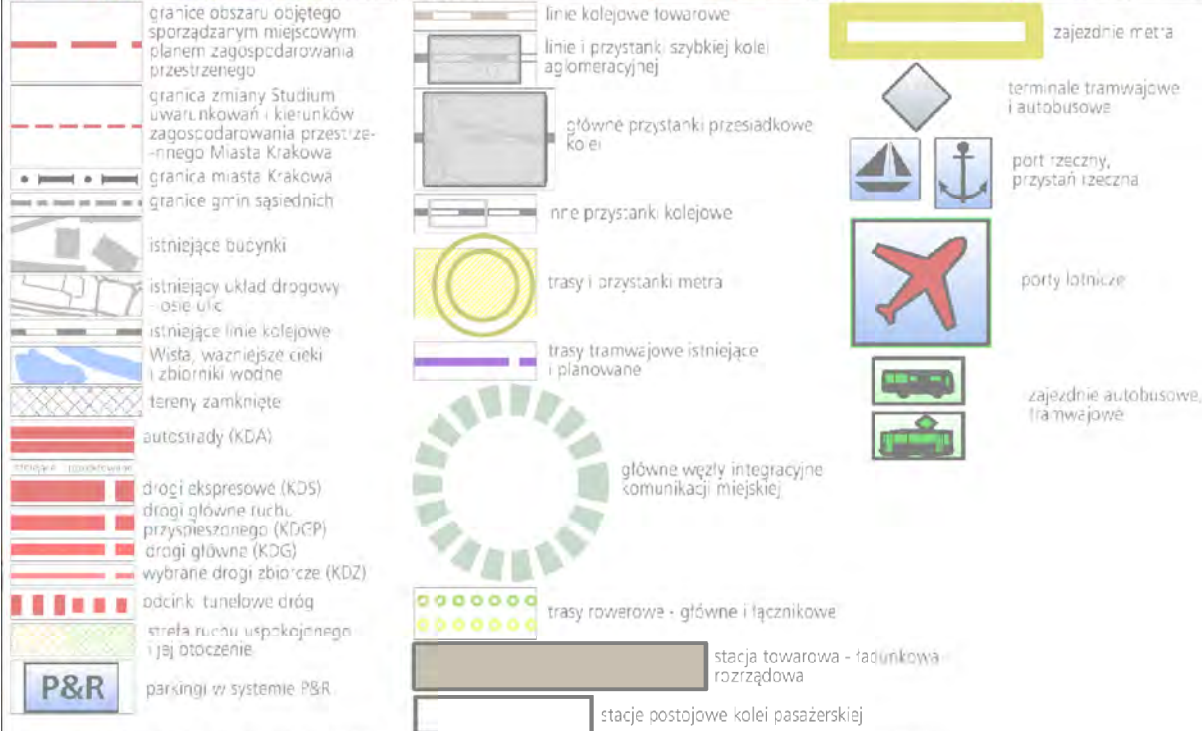 granice obszaru objętego
sporządzanym miejscowym
planem zagospodarowania
przestrzenego
granica zmiany Studium
uwarunkowań i kierunków
zagospodarowania przestrze-
-nnego Miasta Krakowa
granica miasta Krakowa
granice gmin sąsiednich
istniejące budynki
istniejący układ drogowy
- osie ulic
istniejące linie kolejowe
Wisła, ważniejsze cieki
i zbiorniki wodne
tereny zamknięte
autostrady (KDA)
istniejące
drogi ekspresowe (KDS)
drogi główne ruchu
przyspieszonego (KDGP)
drogi główne (KDG)
wybrane drogi zbiorcze (KDZ)
odcinki tunelowe dróg
strefa ruchu uspokojonego
i jej otoczenie
P&R
parkingi w systemie P&R
linie kolejowe towarowe
linie i przystanki szybkiej kolei
aglomeracyjnej
główne przystanki przesiadkowe
kolei
inne przystanki kolejowe
trasy i przystanki metra
trasy tramwajowe istniejące
i planowane
główne węzły integracyjne
komunikacji miejskiej
trasy rowerowe - główne i łącznikowe
stacja towarowa - ładunkowa
rozrządowa
stacje postojowe kolei pasażerskiej
zajezdnie metra
terminale tramwajowe
i autobusowe
port rzeczny,
przystań rzeczna
porty lotnicze
zajezdnie autobusowe,
tramwajowe